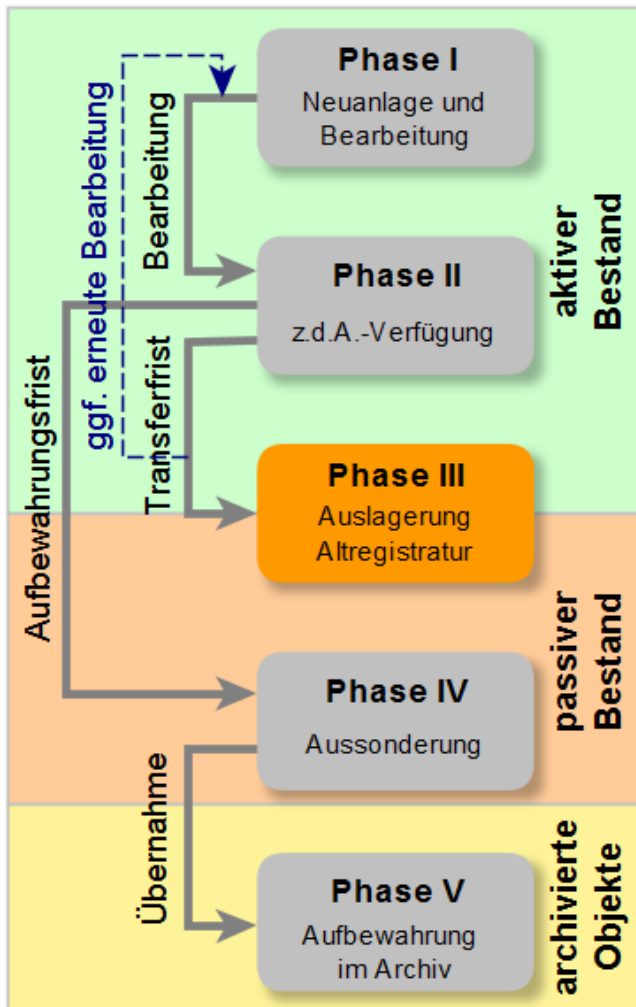 Phase I
Neuanlage und
Bearbeitung
ggf. erneute Bearbeitung
Bearbeitung
aktiver
Bestand
Phase II
z.d.A.-Verfügung
Aufbewahrungsfrist
Transferfrist
Phase III
Auslagerung
Altregistratur
passiver
Bestand
Phase IV
Aussonderung
Übernahme
archivierte
Objekte
Phase V
Aufbewahrung
im Archiv